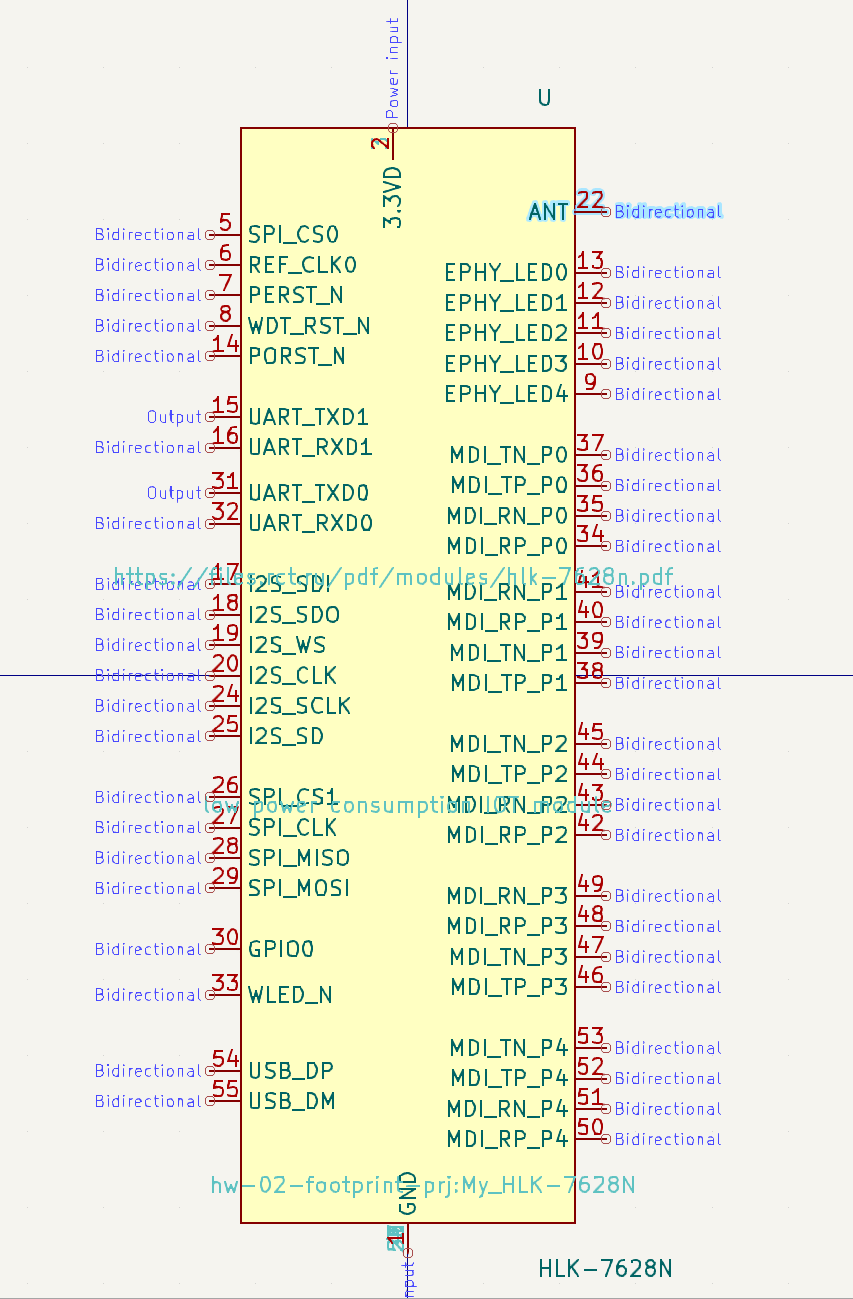 Power input
U
2
3.3VD
ANT 22 Bidirectional
Bidirectional 5 SPI_CS0
Bidirectional 6 REF_CLK0
EPHY_LED0 13 Bidirectional
Bidirectional 7 PERST_N
EPHY_LED1 12 Bidirectional
Bidirectional 8 WDT_RST_N
EPHY_LED2 11 Bidirectional
Bidirectional 14 PORST_N
EPHY_LED3 10 Bidirectional
EPHY_LED4 9 Bidirectional
Output 15 UART_TXD1
Bidirectional 16 UART_RXD1
MDI_TN_P0 37 Bidirectional
MDI_TP_P0 36 Bidirectional
Output 31 UART_TXD0
MDI_RN_P0 35 Bidirectional
Bidirectional 32 UART_RXD0
MDI_RP_P0 34 Bidirectional
https://files.rct.ru/pdf/modules/hlk-7628n.pdf
Bidirectional 17 I2S_SDI
MDI_RN_P1 41 Bidirectional
Bidirectional 18 I2S_SDO
MDI_RP_P1 40 Bidirectional
Bidirectional 19 I2S_WS
MDI_TN_P1 39 Bidirectional
Bidirectional 20 I2S_CLK
MDI_TP_P1 38 Bidirectional
Bidirectional 24 I2S_SCLK
Bidirectional 25 I2S_SD
MDI_TN_P2 45 Bidirectional
MDI_TP_P2 44 Bidirectional
Bidirectional 26 SPI_CS1
low power consumption IOT module
MDI_RN_P2 43 Bidirectional
Bidirectional 27 SPI_CLK
MDI_RP_P2 42 Bidirectional
Bidirectional 28 SPI_MISO
Bidirectional 29 SPI_MOSI
MDI_RN_P3 49 Bidirectional
MDI_RP_P3 48 Bidirectional
Bidirectional 30 GPIO0
MDI_TN_P3 47 Bidirectional
MDI_TP_P3 46 Bidirectional
Bidirectional 33 WLED_N
MDI_TN_P4 53 Bidirectional
Bidirectional 54 USB_DP
MDI_TP_P4 52 Bidirectional
Bidirectional 55 USB_DM
MDI_RN_P4 51 Bidirectional
MDI_RP_P4 50 Bidirectional
hw-02-footprint-prj:My_HLK-7628N
GND
1
HLK-7628N